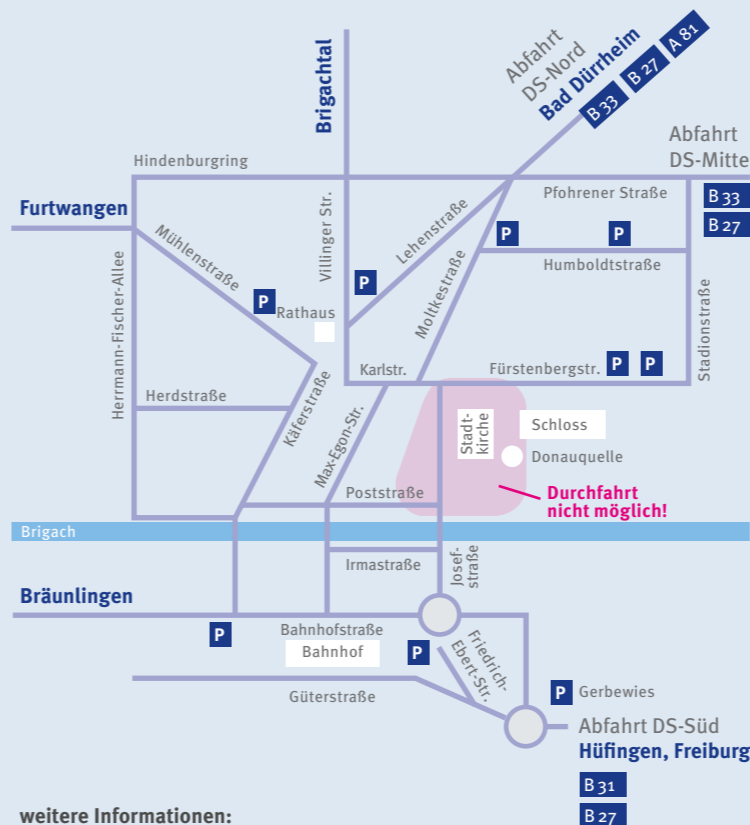 Abfahrt
DS-Nord
Bad Dürrheim
B 33
B 27
A 81
Brigachtal
Abfahrt
DS-Mitte
B 33
B 27
Hindenburgring
Pfohrener Straße
Furtwangen
Mühlenstraße
Villinger Str.
Lehenstraße
Moltkestraße
P
P
Humboldtstraße
Herrmann-Fischer-Allee
P
P
Rathaus
Stadionstraße
Karlstr.
Fürstenbergstr.
P
P
Herdstraße
Käferstraße
Max-Egon-Str.
Stadt-
kirche
Schloss
Donauquelle
Poststraße
Durchfahrt
nicht möglich!
Brigach
Irmastraße
Josef-
straße
Bräunlingen
P
Bahnhofstraße
Bahnhof
P
Friedrich-
Ebert-Str.
Güterstraße
P
Gerbewies
Abfahrt DS-Süd
Hüfingen, Freiburg
B 31
B 27
weitere Informationen: